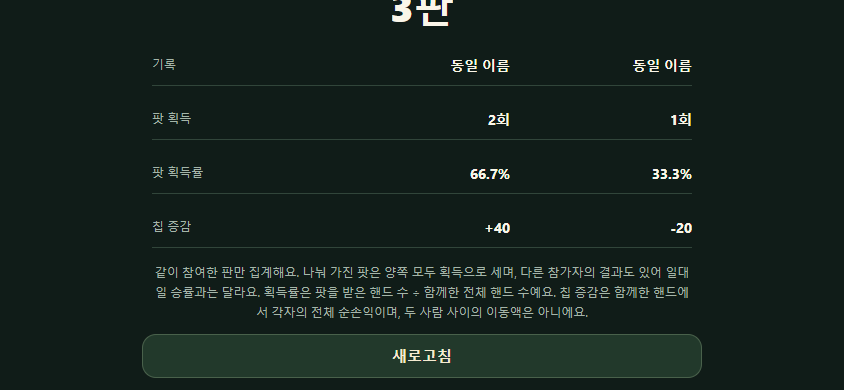 3판
기록 동일 이름 동일 이름
팟 획득 2회 1회
팟 획득률 66.7% 33.3%
칩 증감 +40 -20
같이 참여한 판만 집계해요. 나눠 가진 팟은 양쪽 모두 획득으로 세며, 다른 참가자의 결과도 있어 일대
일 승률과는 달라요. 획득률은 팟을 받은 핸드 수 ÷ 함께한 전체 핸드 수예요. 칩 증감은 함께한 핸드에
서 각자의 전체 순손익이며, 두 사람 사이의 이동액은 아니에요.
새로고침